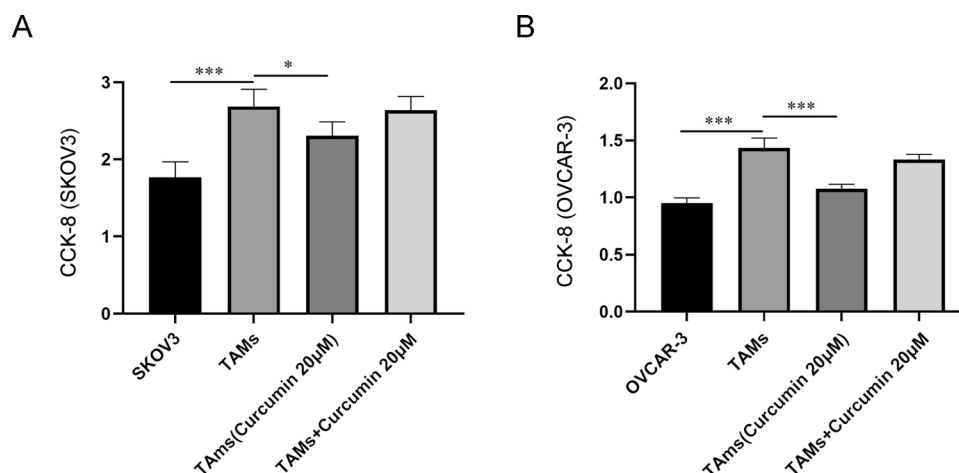 A
CCK-8 (SKOV3)
3
2
1
0
***
*
SKOV3
TAMs
TAms(Curcumin 20μM)
TAMs+Curcumin 20μM
B
CCK-8 (OVCAR-3)
2.0
1.5
1.0
0.5
0.0
***
***
OVCAR-3
TAMs
TAms(Curcumin 20μM)
TAMs+Curcumin 20μM